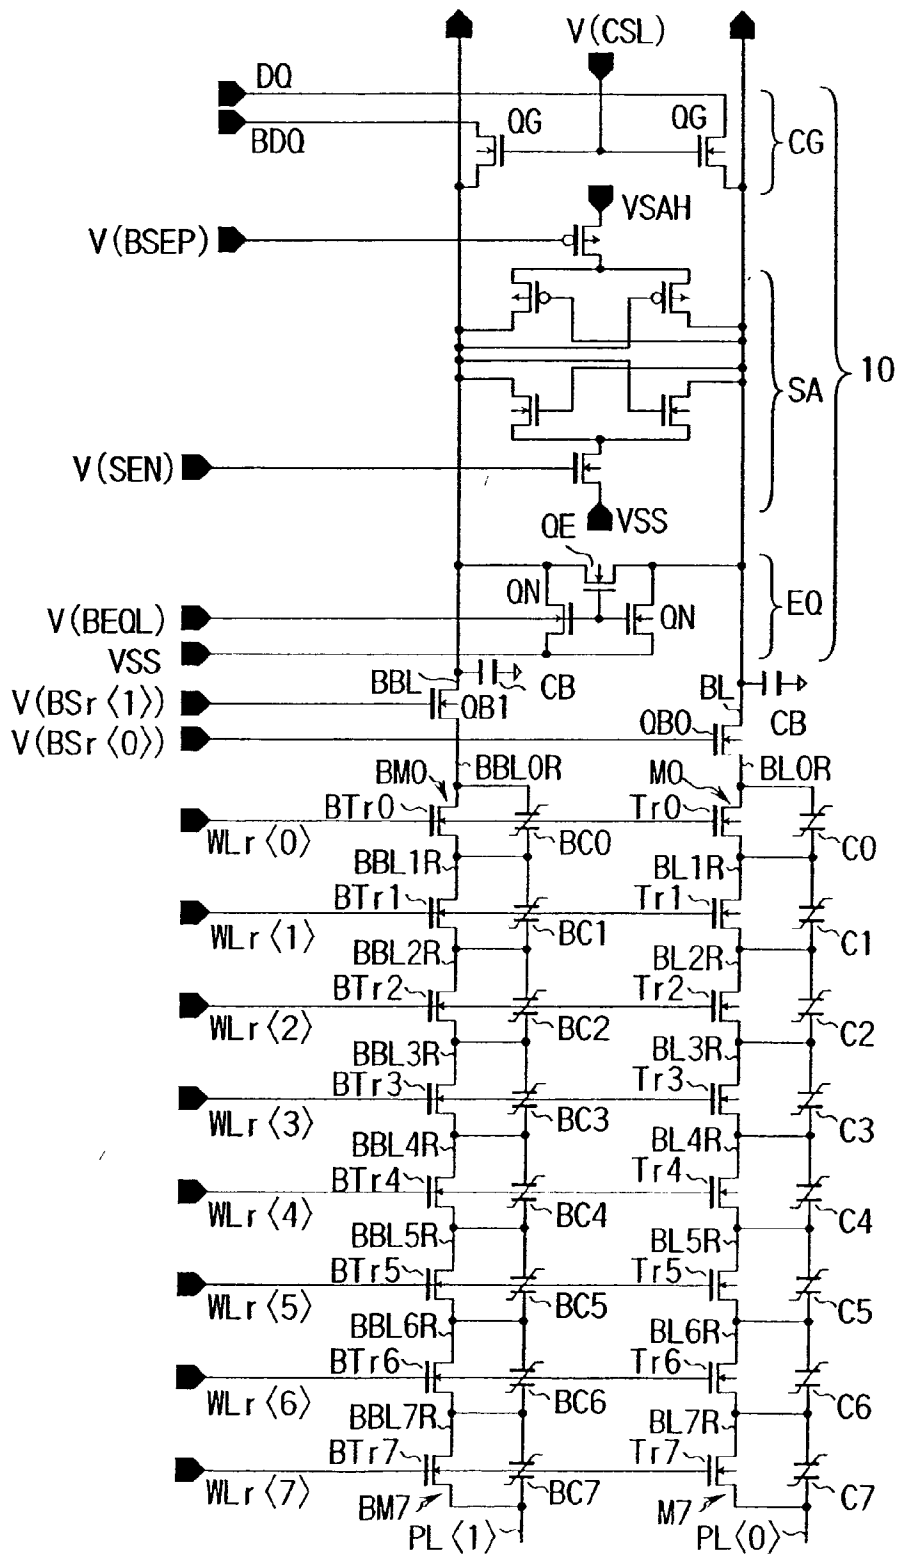 V(CSL)
DQ
QG QG
BDQ
CG
VSAH
V(BSEP)
10
SA
V(SEN)
QE VSS
QN EQ
V(BEQL) QN
VSS
BBL CB BL
V(BSr⟨1⟩) QB1
V(BSr⟨0⟩) QB0 CB
BM0 BBL0R M0 BL0R
BTr0 Tr0
WLr⟨0⟩ BC0 C0
BBL1R BL1R
BTr1 Tr1
WLr⟨1⟩ BC1 C1
BBL2R BL2R
BTr2 Tr2
WLr⟨2⟩ BC2 C2
BBL3R BL3R
BTr3 Tr3
WLr⟨3⟩ BC3 C3
BBL4R BL4R
BTr4 Tr4
WLr⟨4⟩ BC4 C4
BBL5R BL5R
BTr5 Tr5
WLr⟨5⟩ BC5 C5
BBL6R BL6R
BTr6 Tr6
WLr⟨6⟩ BC6 C6
BBL7R BL7R
BTr7 Tr7
WLr⟨7⟩ BC7 C7
BM7 M7
PL⟨1⟩ PL⟨0⟩